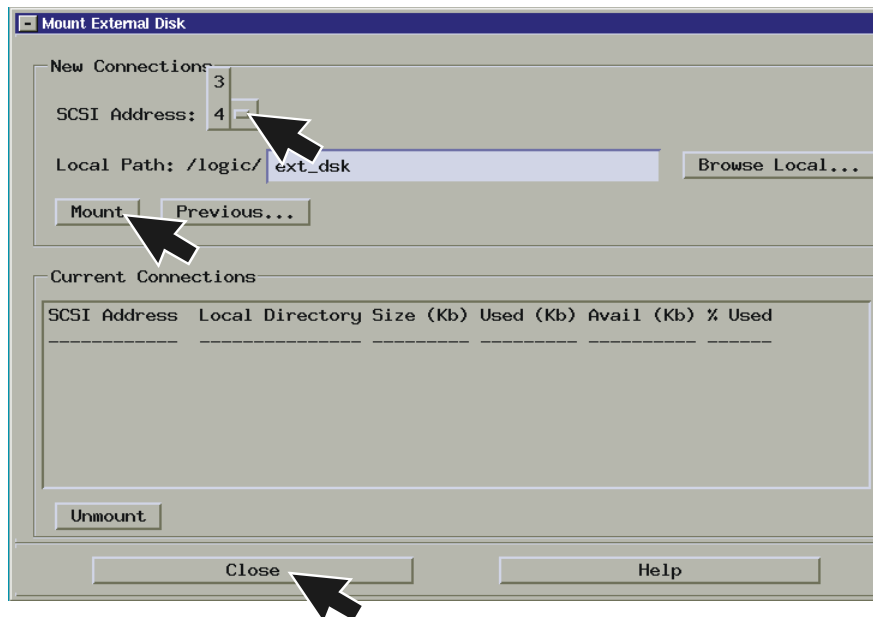 Mount External Disk
New Connections
3
SCSI Address: 4
Local Path: /logic/ ext_dsk Browse Local...
Mount Previous...
Current Connections
SCSI Address Local Directory Size (Kb) Used (Kb) Avail (Kb) % Used
------------ --------------- --------- --------- ---------- ------
Unmount
Close Help